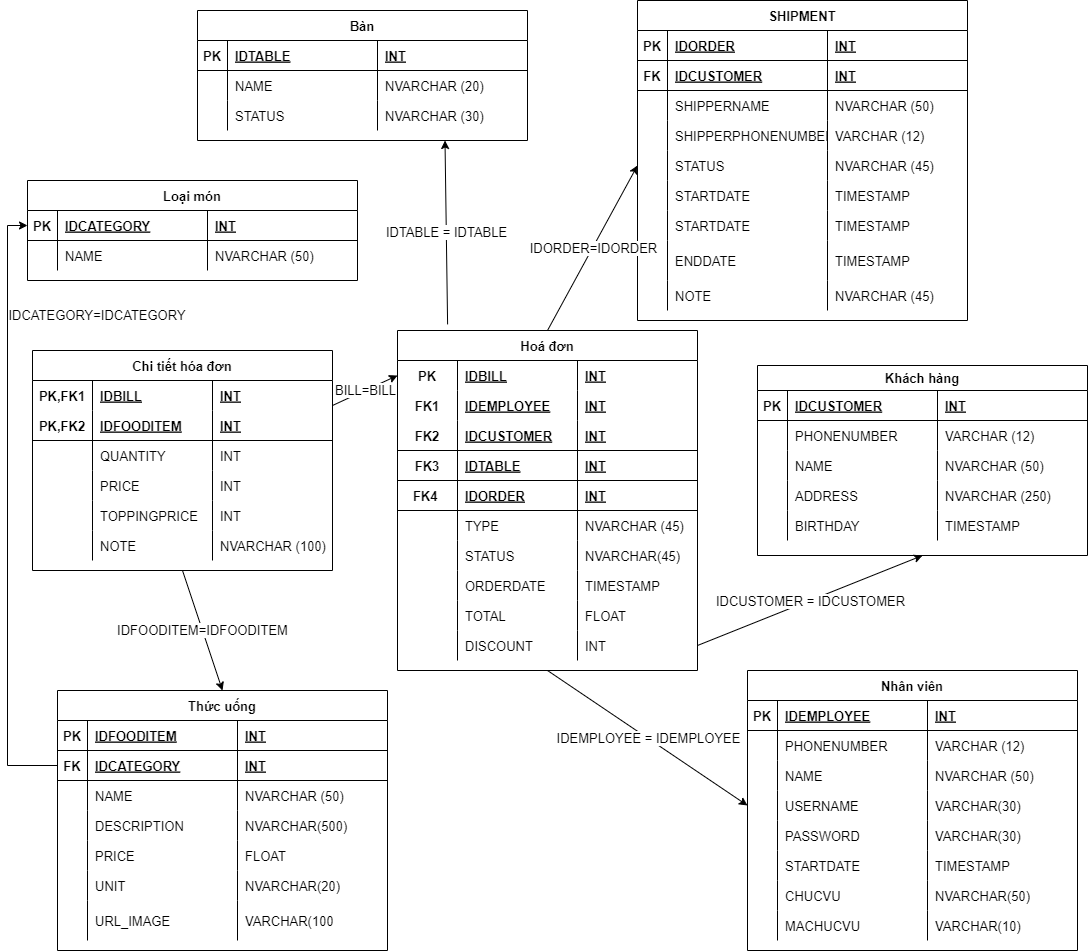 Bàn
PK IDTABLE INT
NAME NVARCHAR (20)
STATUS NVARCHAR (30)
SHIPMENT
PK IDORDER INT
FK IDCUSTOMER INT
SHIPPERNAME NVARCHAR (50)
SHIPPERPHONENUMBE VARCHAR (12)
STATUS NVARCHAR (45)
STARTDATE TIMESTAMP
STARTDATE TIMESTAMP
ENDDATE TIMESTAMP
NOTE NVARCHAR (45)
Loại món
PK IDCATEGORY INT
NAME NVARCHAR (50)
IDTABLE = IDTABLE
IDORDER=IDORDER
IDCATEGORY=IDCATEGORY
Chi tiết hóa đơn
PK,FK1 IDBILL INT
PK,FK2 IDFOODITEM INT
QUANTITY INT
PRICE INT
TOPPINGPRICE INT
NOTE NVARCHAR (100)
BILL=BILL
Hoá đơn
PK IDBILL INT
FK1 IDEMPLOYEE INT
FK2 IDCUSTOMER INT
FK3 IDTABLE INT
FK4 IDORDER INT
TYPE NVARCHAR (45)
STATUS NVARCHAR(45)
ORDERDATE TIMESTAMP
TOTAL FLOAT
DISCOUNT INT
Khách hàng
PK IDCUSTOMER INT
PHONENUMBER VARCHAR (12)
NAME NVARCHAR (50)
ADDRESS NVARCHAR (250)
BIRTHDAY TIMESTAMP
IDCUSTOMER = IDCUSTOMER
IDFOODITEM=IDFOODITEM
IDEMPLOYEE = IDEMPLOYEE
Thức uống
PK IDFOODITEM INT
FK IDCATEGORY INT
NAME NVARCHAR (50)
DESCRIPTION NVARCHAR(500)
PRICE FLOAT
UNIT NVARCHAR(20)
URL_IMAGE VARCHAR(100
Nhân viên
PK IDEMPLOYEE INT
PHONENUMBER VARCHAR (12)
NAME NVARCHAR (50)
USERNAME VARCHAR(30)
PASSWORD VARCHAR(30)
STARTDATE TIMESTAMP
CHUCVU NVARCHAR(50)
MACHUCVU VARCHAR(10)